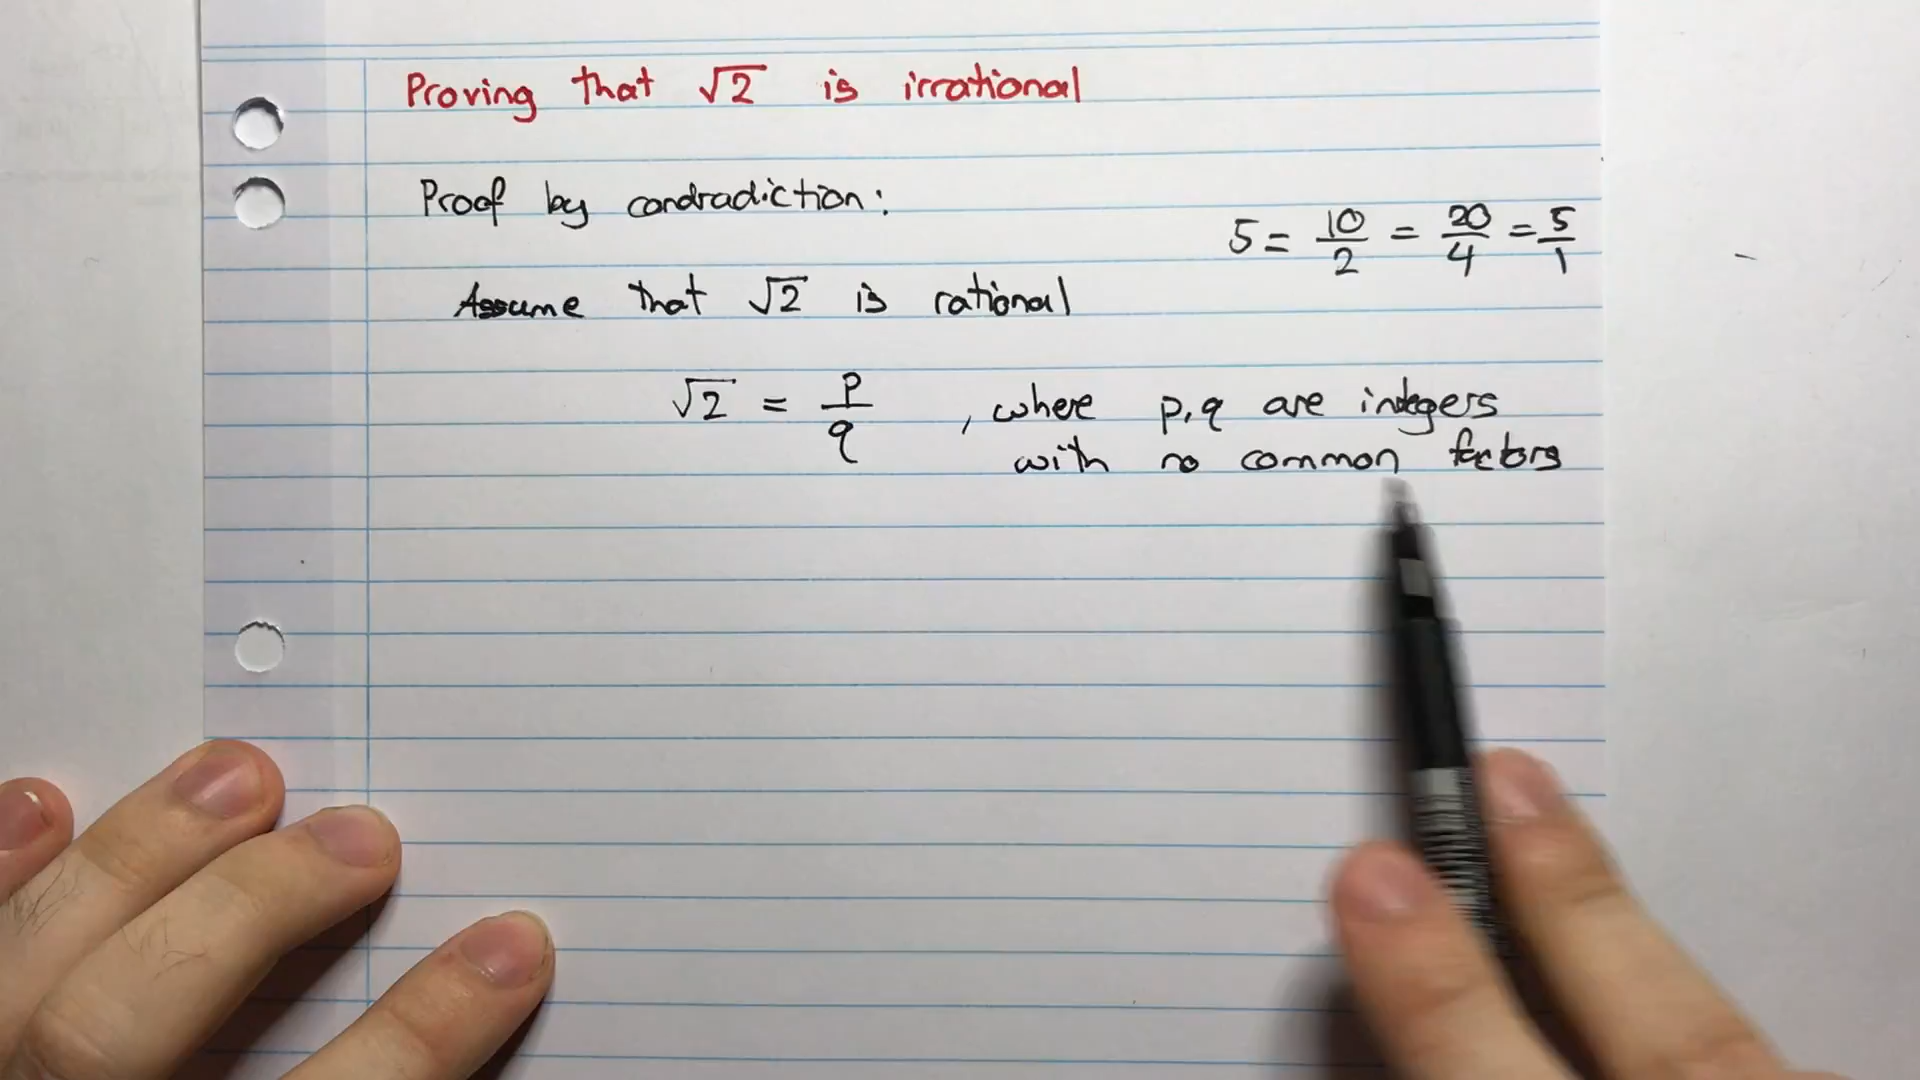 Proving that √2 is irrational
Proof by condradiction:
5 = 10/2 = 20/4 = 5/1
Assume that √2 is rational
√2 = p/q , where p,q are integers
with no common factors